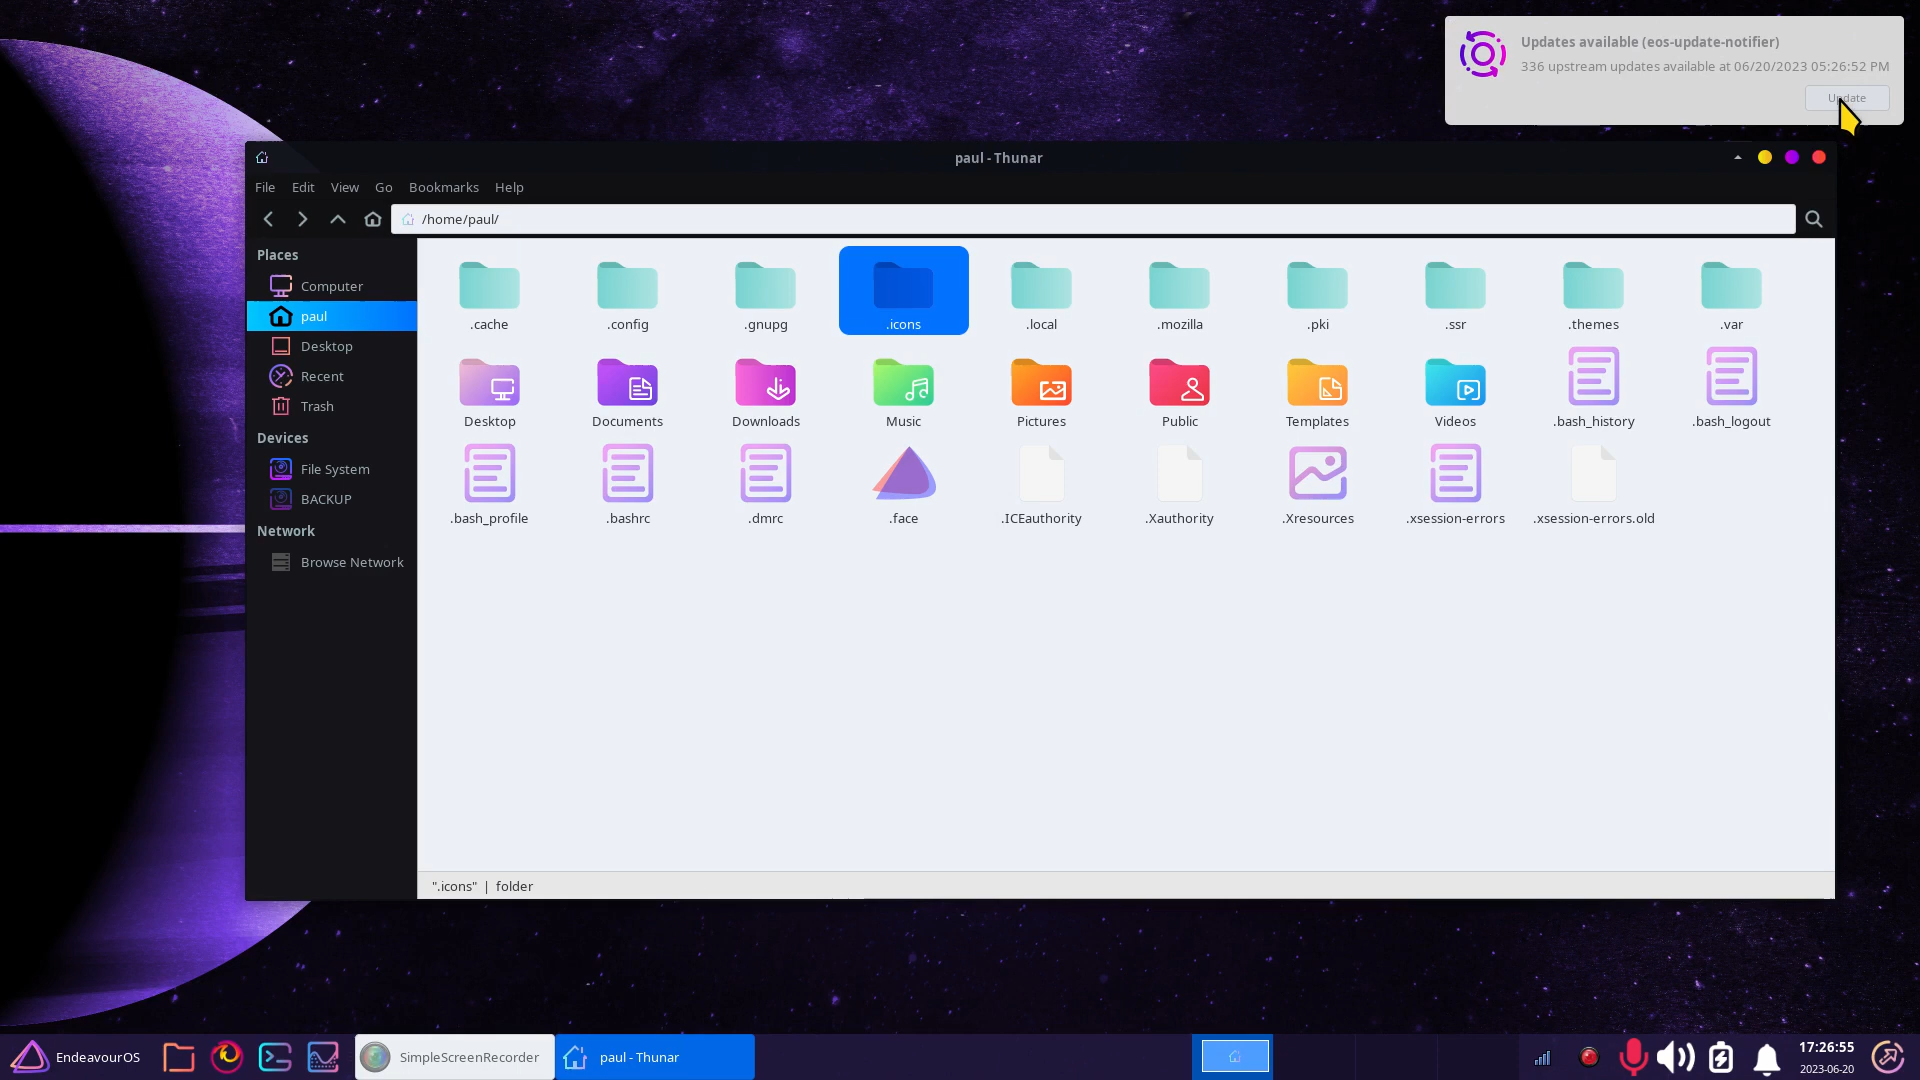 Updates available (eos-update-notifier)
336 upstream updates available at 06/20/2023 05:26:52 PM
Update
paul - Thunar
File Edit View Go Bookmarks Help
/home/paul/
Places
Computer
paul
Desktop
Recent
Trash
Devices
File System
BACKUP
Network
Browse Network
.cache .config .gnupg .icons .local .mozilla .pki .ssr .themes .var
Desktop Documents Downloads Music Pictures Public Templates Videos .bash_history .bash_logout
.bash_profile .bashrc .dmrc .face .ICEauthority .Xauthority .Xresources .xsession-errors .xsession-errors.old
".icons" | folder
EndeavourOS SimpleScreenRecorder paul - Thunar 17:26:55
2023-06-20